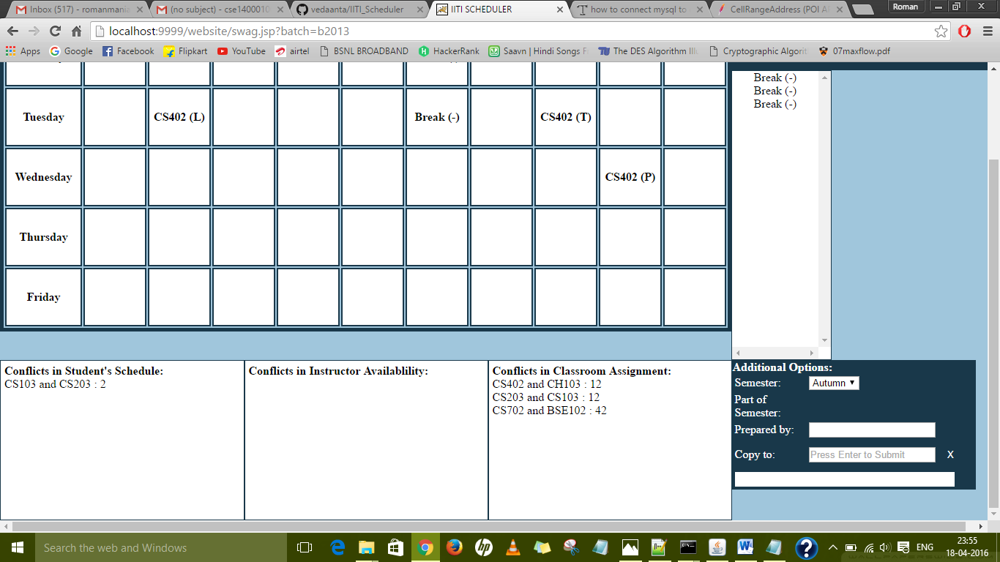 Inbox (517) - romanmania
(no subject) - cse1400010
vedaanta/IITI_Scheduler
IITI SCHEDULER
how to connect mysql to
CellRangeAddress (POI A
Roman
localhost:9999/website/swag.jsp?batch=b2013
Apps
Google
Facebook
Flipkart
YouTube
airtel
BSNL BROADBAND
HackerRank
Saavn | Hindi Songs F
The DES Algorithm Illu
Cryptographic Algorit
07maxflow.pdf
Break (-)
Break (-)
Break (-)
Tuesday CS402 (L) Break (-) CS402 (T)
Wednesday CS402 (P)
Thursday
Friday
Conflicts in Student's Schedule:
CS103 and CS203 : 2
Conflicts in Instructor Availablility:
Conflicts in Classroom Assignment:
CS402 and CH103 : 12
CS203 and CS103 : 12
CS702 and BSE102 : 42
Additional Options:
Semester: Autumn
Part of
Semester:
Prepared by:
Copy to: Press Enter to Submit X
Search the web and Windows
ENG
23:55
18-04-2016